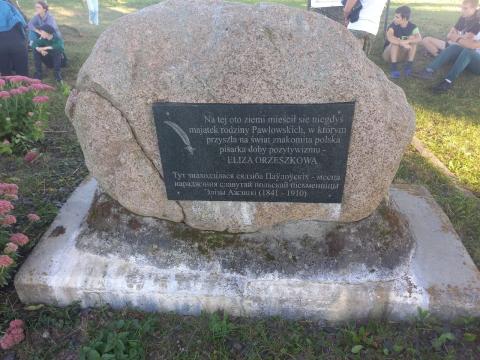 Na tej oto ziemi mieścił się niegdyś
majątek rodziny Pawłowskich, w którym
przyszła na świat znakomita polska
pisarka doby pozytywizmu -
ELIZA ORZESZKOWA
Тут знаходзілася сядзіба Паўлоўскіх - месца
нараджэння славутай польскай пісьменніцы
Элізы Ажэшкі (1841 - 1910)